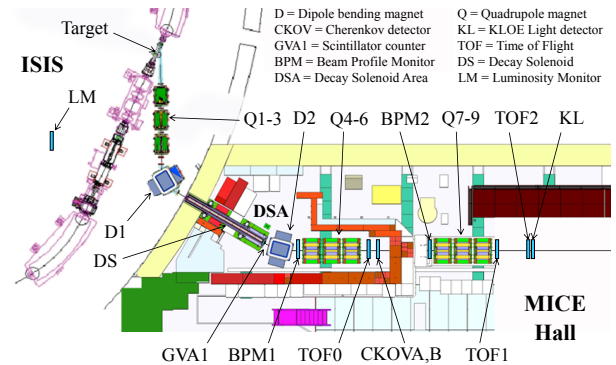 D = Dipole bending magnet
CKOV = Cherenkov detector
GVA1 = Scintillator counter
BPM = Beam Profile Monitor
DSA = Decay Solenoid Area
Q = Quadrupole magnet
KL = KLOE Light detector
TOF = Time of Flight
DS = Decay Solenoid
LM = Luminosity Monitor
Target
ISIS
LM
Q1-3 D2 Q4-6 BPM2 Q7-9 TOF2 KL
D1
DSA
DS
MICE
Hall
GVA1 BPM1 TOF0 CKOVA,B TOF1